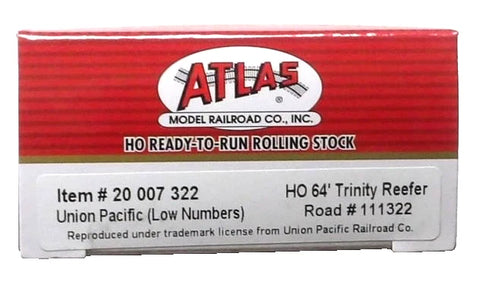 ATLAS
®
MODEL RAILROAD CO., INC.
HO READY-TO-RUN ROLLING STOCK
Item # 20 007 322 HO 64' Trinity Reefer
Union Pacific (Low Numbers) Road # 111322
Reproduced under trademark license from Union Pacific Railroad Co.